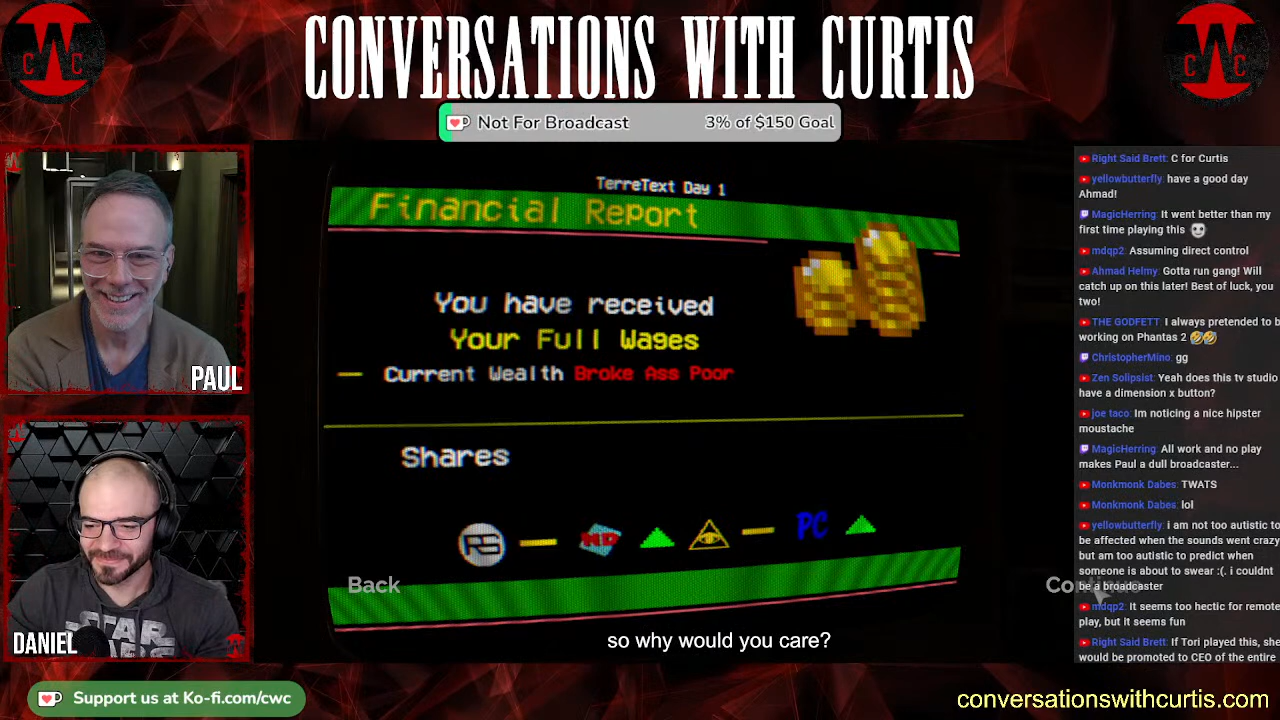 CONVERSATIONS WITH CURTIS
W
C C
W
C C
Not For Broadcast 3% of $150 Goal
PAUL
DANIEL
STAR
TerreText Day 1
Financial Report
You have received
Your Full Wages
Current Wealth Broke Ass Poor
Shares
RS
MD
PC
Back
Continue
so why would you care?
Right Said Brett: C for Curtis
yellowbutterfly: have a good day
Ahmad!
MagicHerring: It went better than my
first time playing this
mdqp2: Assuming direct control
Ahmad Helmy: Gotta run gang! Will
catch up on this later! Best of luck, you
two!
THE GODFETT: I always pretended to be
working on Phantas 2 🤣🤣
ChristopherMino: gg
Zen Solipsist: Yeah does this tv studio
have a dimension x button?
joe taco: Im noticing a nice hipster
moustache
MagicHerring: All work and no play
makes Paul a dull broadcaster...
Monkmonk Dabes: TWATS
Monkmonk Dabes: lol
yellowbutterfly: i am not too autistic to
be affected when the sounds went crazy
but am too autistic to predict when
someone is about to swear :(. i couldnt
be a broadcaster
mdqp2: It seems too hectic for remote
play, but it seems fun
Right Said Brett: If Tori played this, she
would be promoted to CEO of the entire
Support us at Ko-fi.com/cwc
conversationswithcurtis.com